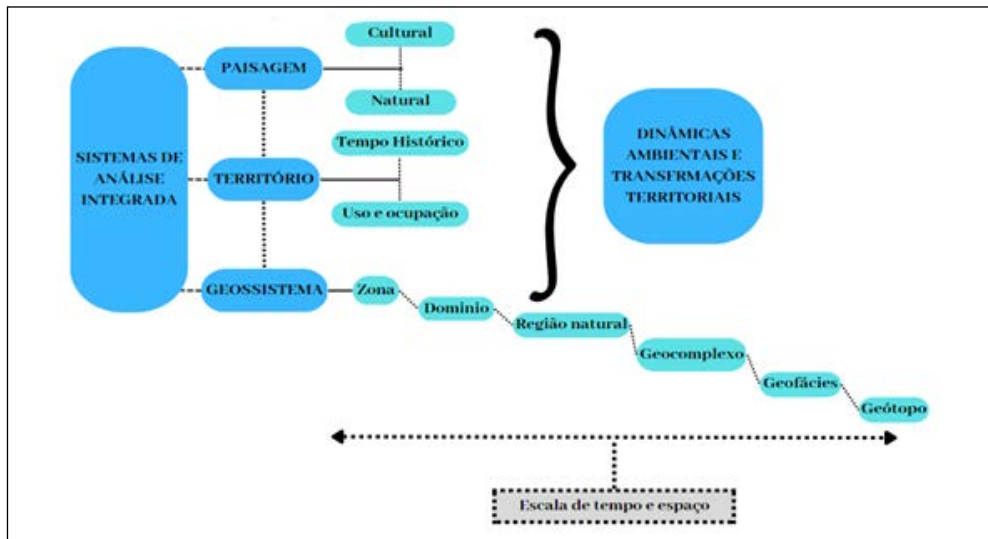 SISTEMAS DE
ANÁLISE
INTEGRADA
PAISAGEM
Cultural
Natural
TERRITÓRIO
Tempo Histórico
Uso e ocupação
GEOSSISTEMA
Zona
Dominio
Região natural
Geocomplexo
Geofácies
Geótopo
DINÂMICAS
AMBIENTAIS E
TRANSFRMAÇÕES
TERRITORIAIS
Escala de tempo e espaço